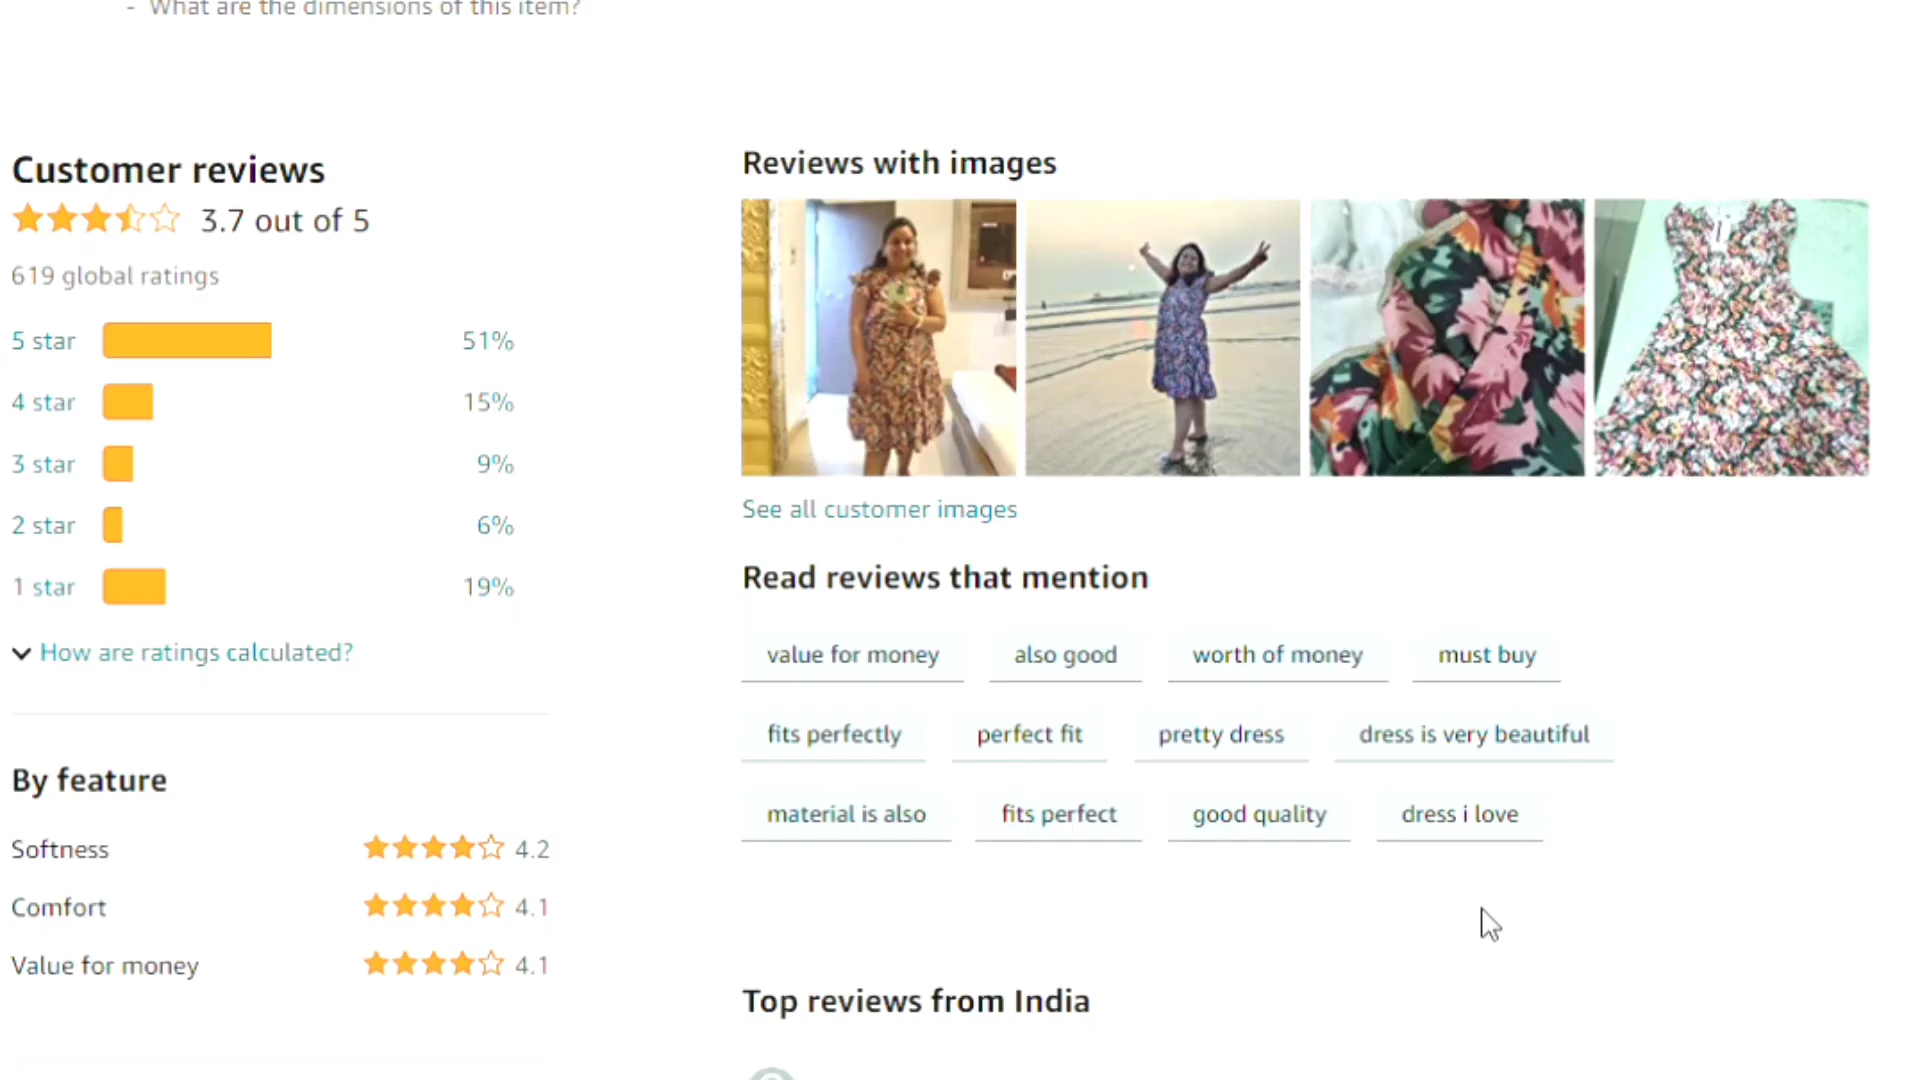 - What are the dimensions of this item?
Customer reviews
3.7 out of 5
619 global ratings
5 star 51%
4 star 15%
3 star 9%
2 star 6%
1 star 19%
How are ratings calculated?
By feature
Softness 4.2
Comfort 4.1
Value for money 4.1
Reviews with images
See all customer images
Read reviews that mention
value for money also good worth of money must buy
fits perfectly perfect fit pretty dress dress is very beautiful
material is also fits perfect good quality dress i love
Top reviews from India